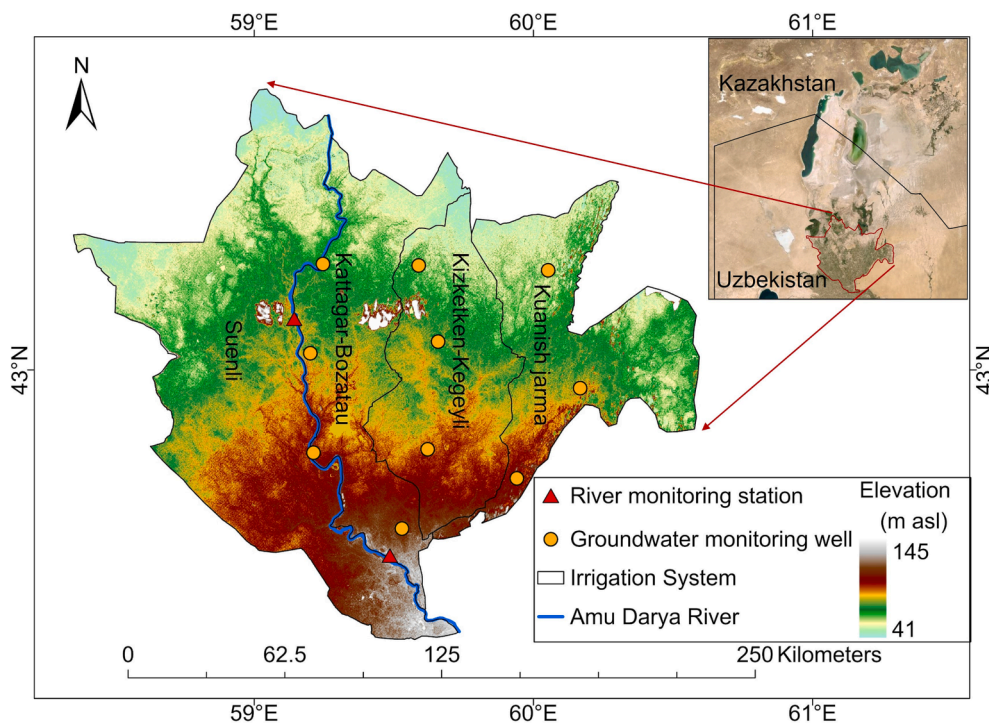 59°E
60°E
61°E
N
Kazakhstan
Uzbekistan
43°N
43°N
Suenli
Kattagar-Bozatau
Kizketken-Kegeyli
Kuanish jarma
River monitoring station
Groundwater monitoring well
Irrigation System
Amu Darya River
Elevation
(m asl)
145
41
0
62.5
125
250 Kilometers
59°E
60°E
61°E